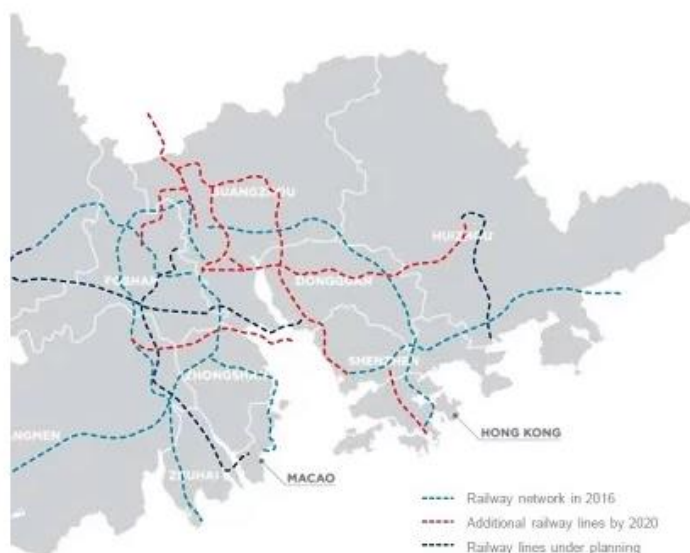 GUANGZHOU
HUIZHOU
FOSHAN
DONGGUAN
SHENZHEN
ZHONGSHAN
HONG KONG
ANGMEN
MACAO
ZHUHAI
Railway network in 2016
Additional railway lines by 2020
Railway lines under planning